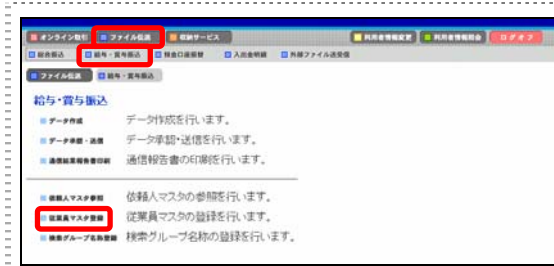 オンライン取引 ファイル伝送 収納サービス 利用者情報変更 利用者情報照会 ログオフ
総合振込 給与・賞与振込 預金口座振替 入出金明細 外部ファイル送受信
ファイル伝送 給与・賞与振込
給与・賞与振込
データ作成 データ作成を行います。
データ承認・送信 データ承認・送信を行います。
通信結果報告書印刷 通信報告書の印刷を行います。
依頼人マスタ参照 依頼人マスタの参照を行います。
従業員マスタ登録 従業員マスタの登録を行います。
検索グループ名称登録 検索グループ名称の登録を行います。